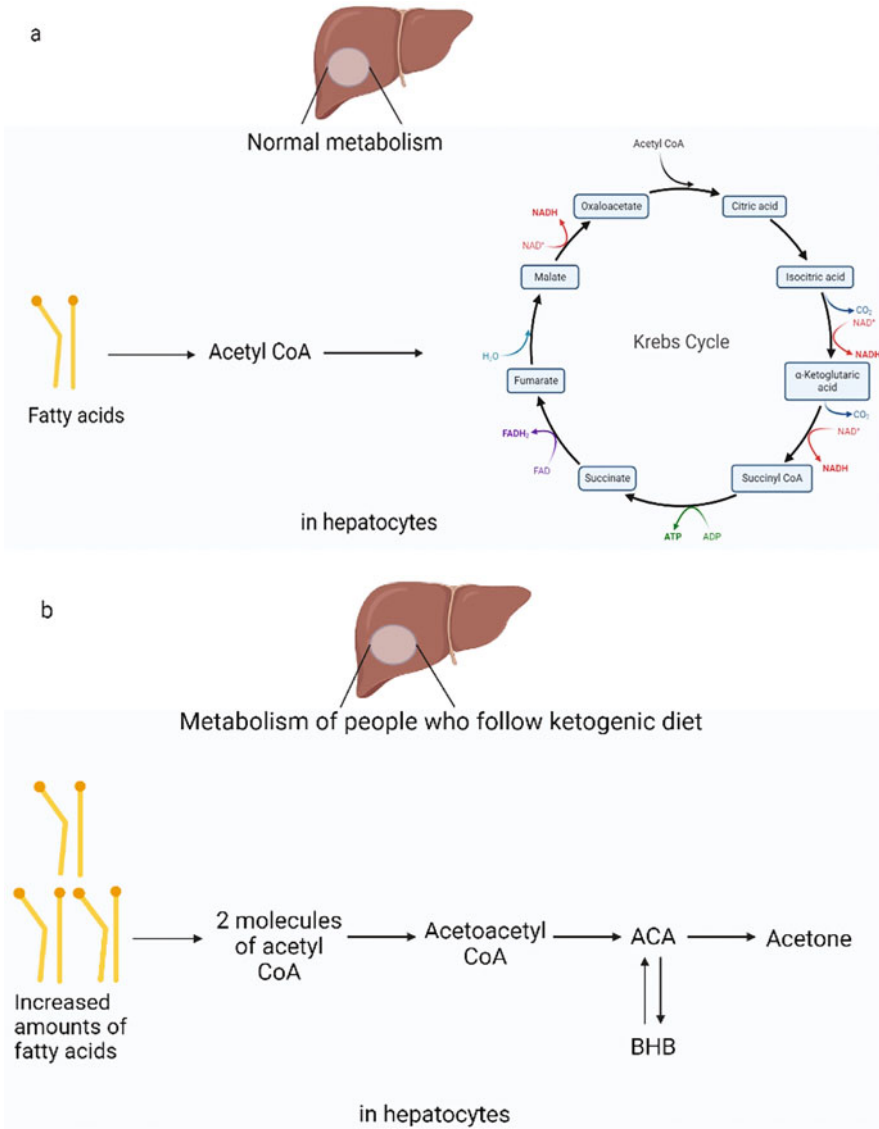 a
Normal metabolism
Acetyl CoA
Oxaloacetate
Citric acid
NADH
NAD⁺
Malate
Isocitric acid
CO₂
NAD⁺
NADH
Krebs Cycle
H₂O
Fatty acids
Acetyl CoA
Fumarate
α-Ketoglutaric
acid
CO₂
NAD⁺
NADH
FADH₂
FAD
Succinate
Succinyl CoA
ATP
ADP
in hepatocytes
b
Metabolism of people who follow ketogenic diet
Increased
amounts of
fatty acids
2 molecules
of acetyl
CoA
Acetoacetyl
CoA
ACA
Acetone
BHB
in hepatocytes